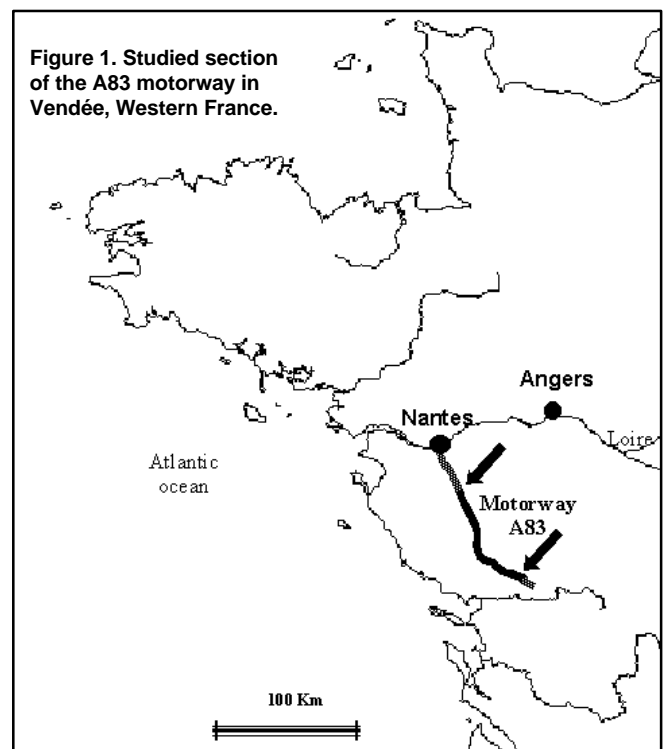 Figure 1. Studied section
of the A83 motorway in
Vendée, Western France.
Angers
Nantes
Loire
Atlantic
ocean
Motorway
A83
100 Km